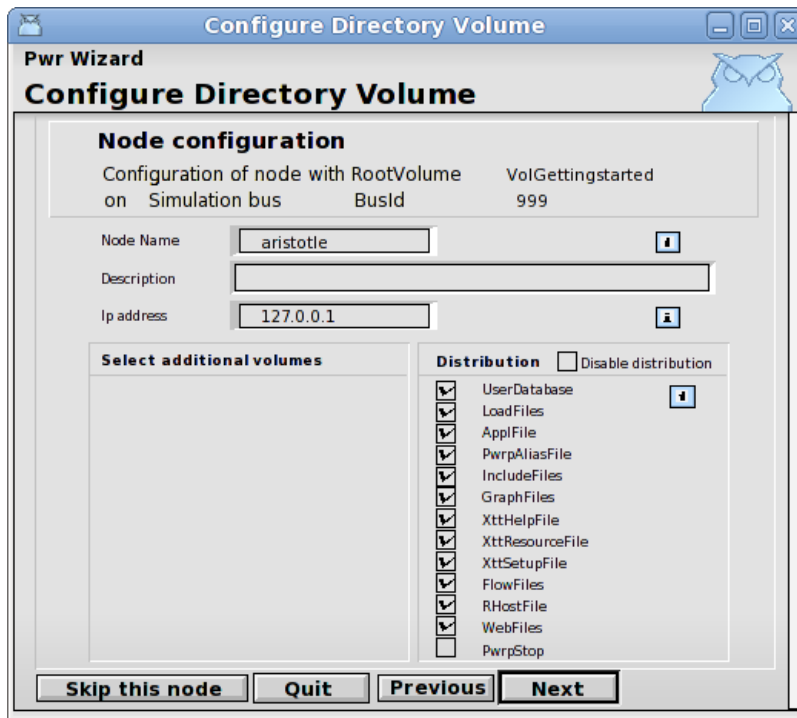 Configure Directory Volume
Pwr Wizard
Configure Directory Volume
Node configuration
Configuration of node with RootVolume VolGettingstarted
on Simulation bus BusId 999
Node Name aristotle i
Description
Ip address 127.0.0.1 i
Select additional volumes
Distribution Disable distribution
UserDatabase i
LoadFiles
ApplFile
PwrpAliasFile
IncludeFiles
GraphFiles
XttHelpFile
XttResourceFile
XttSetupFile
FlowFiles
RHostFile
WebFiles
PwrpStop
Skip this node Quit Previous Next